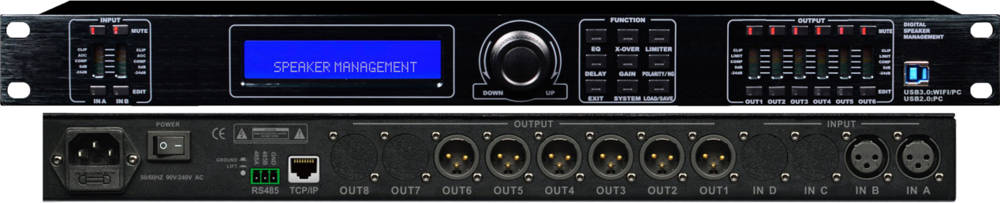 INPUT
MUTE
CLIP
AGC
COMP
0dB
-24dB
CLIP
AGC
COMP
0dB
-24dB
EDIT
IN A IN B
SPEAKER MANAGEMENT
DOWN UP
FUNCTION
EQ X-OVER LIMITER
DELAY GAIN POLARITY/NG
EXIT SYSTEM LOAD/SAVE
OUTPUT
MUTE
CLIP
LIMIT
COMP
0dB
-24dB
CLIP
LIMIT
COMP
0dB
-24dB
EDIT
OUT1 OUT2 OUT3 OUT4 OUT5 OUT6
DIGITAL
SPEAKER
MANAGEMENT
USB3.0:WIFI/PC
USB2.0:PC
POWER
50/60HZ 90V/240V AC
CE
CAUTION
GROUND
LIFT
485A
485B
GND
RS485
TCP/IP
OUTPUT
OUT8 OUT7 OUT6 OUT5 OUT4 OUT3 OUT2 OUT1
INPUT
IN D IN C IN B IN A